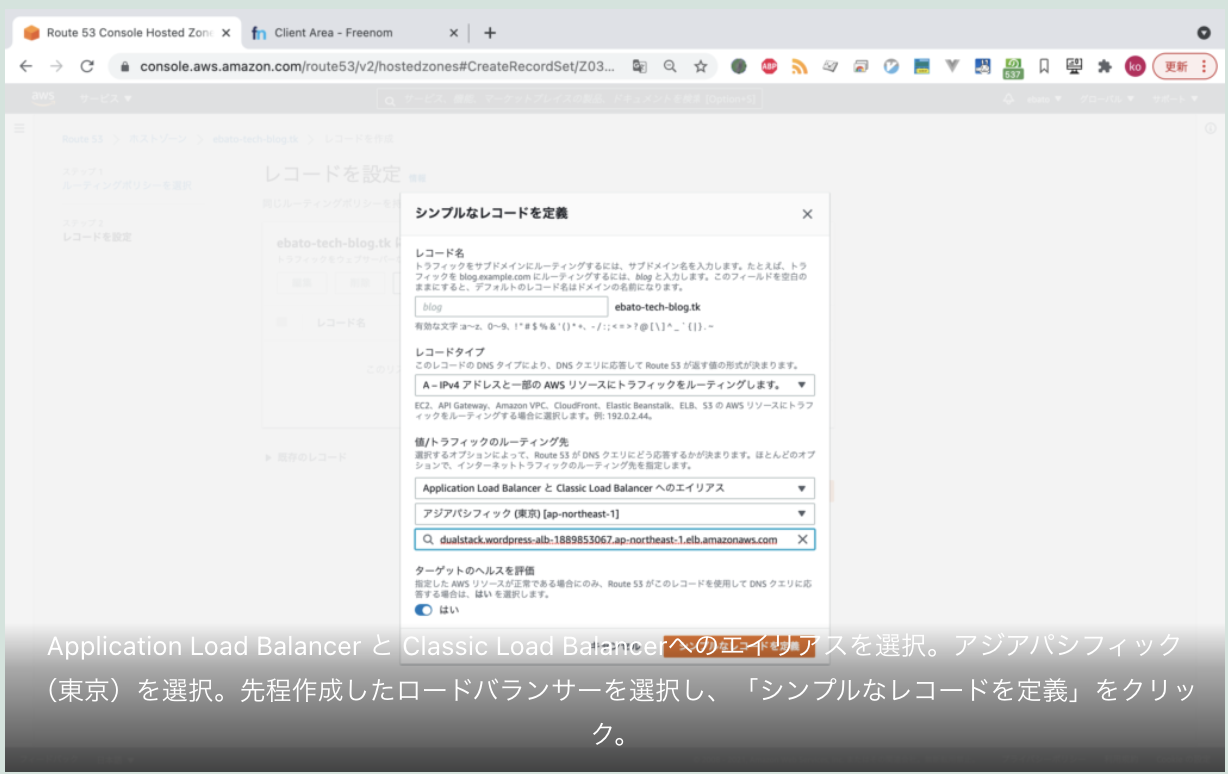 Route 53 Console Hosted Zone
Client Area - Freenom
console.aws.amazon.com/route53/v2/hostedzones#CreateRecordSet/Z03...
ABP
537
ko
更新
aws
サービス
[Option+S]
ebato
グローバル
サポート
Route 53 > ホストゾーン > ebato-tech-blog.tk > レコードを作成
ステップ 1
ルーティングポリシーを選択
ステップ 2
レコードを設定
レコードを設定 情報
ebato-tech-blog.tk
レコード名
既存のレコード
シンプルなレコードを定義
レコード名
トラフィックをサブドメインにルーティングするには、サブドメイン名を入力します。たとえば、トラ
フィックを blog.example.com にルーティングするには、blog と入力します。このフィールドを空白の
ままにすると、デフォルトのレコード名はドメインの名前になります。
blog
ebato-tech-blog.tk
有効な文字 :a〜z、0〜9、! " # $ % & ' ( ) * +、- / : ; < = > ? @ [ \ ] ^ _ ` { | } . ~
レコードタイプ
このレコードの DNS タイプにより、DNS クエリに応答して Route 53 が返す値の形式が決まります。
A – IPv4 アドレスと一部の AWS リソースにトラフィックをルーティングします。
EC2、API Gateway、Amazon VPC、CloudFront、Elastic Beanstalk、ELB、S3 の AWS リソースにトラフ
ィックをルーティングする場合に選択します。例: 192.0.2.44。
値/トラフィックのルーティング先
選択するオプションによって、Route 53 が DNS クエリにどう応答するかが決まります。ほとんどのオプ
ションで、インターネットトラフィックのルーティング先を指定します。
Application Load Balancer と Classic Load Balancer へのエイリアス
アジアパシフィック (東京) [ap-northeast-1]
dualstack.wordpress-alb-1889853067.ap-northeast-1.elb.amazonaws.com
ターゲットのヘルスを評価
指定した AWS リソースが正常である場合にのみ、Route 53 がこのレコードを使用して DNS クエリに応
答する場合は、はい を選択します。
はい
キャンセル
シンプルなレコードを定義
Application Load Balancer と Classic Load Balancerへのエイリアスを選択。アジアパシフィック
（東京）を選択。先程作成したロードバランサーを選択し、「シンプルなレコードを定義」をクリッ
ク。